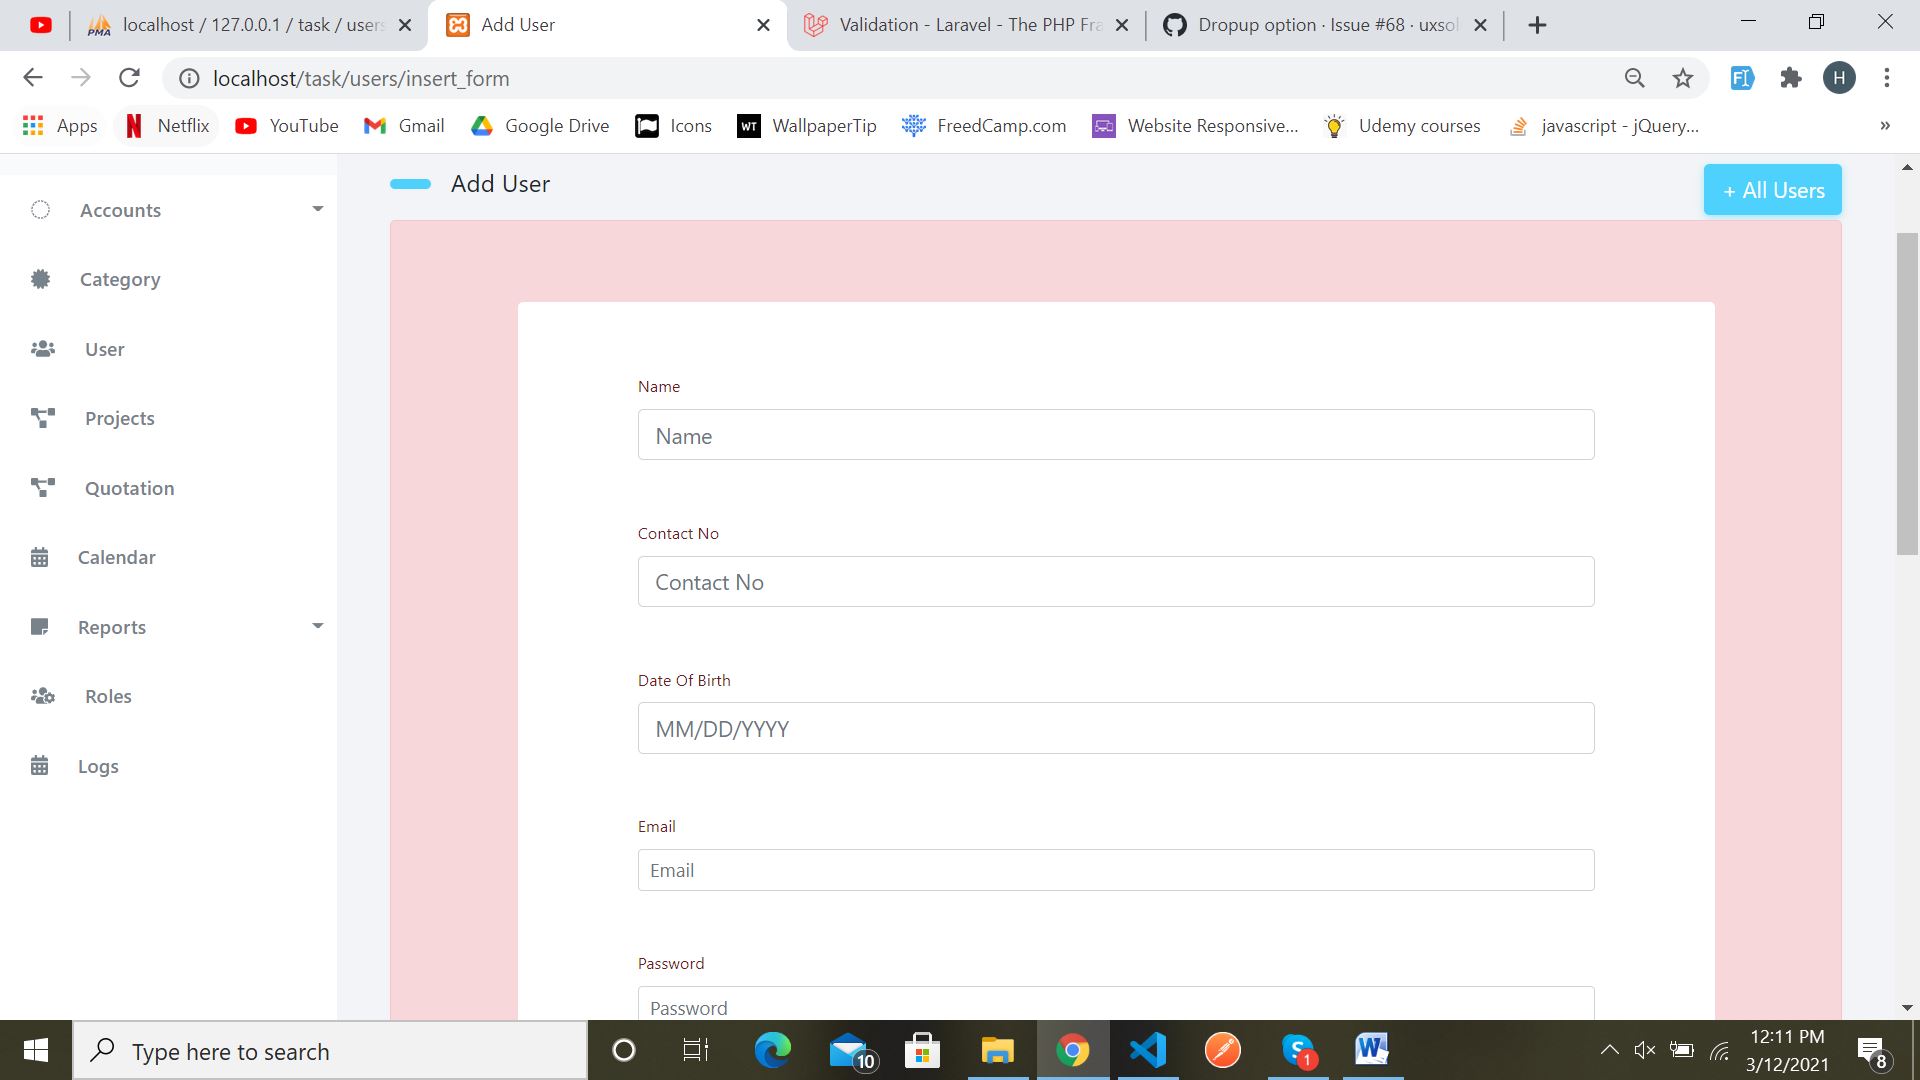 localhost / 127.0.0.1 / task / users
Add User
Validation - Laravel - The PHP Fra
Dropup option · Issue #68 · uxsol
localhost/task/users/insert_form
H
Apps
Netflix
YouTube
Gmail
Google Drive
Icons
WT
WallpaperTip
FreedCamp.com
Website Responsive...
Udemy courses
javascript - jQuery...
»
Accounts
Category
User
Projects
Quotation
Calendar
Reports
Roles
Logs
Add User
+ All Users
Name
Name
Contact No
Contact No
Date Of Birth
MM/DD/YYYY
Email
Email
Password
Password
Type here to search
10
1
12:11 PM
3/12/2021
8